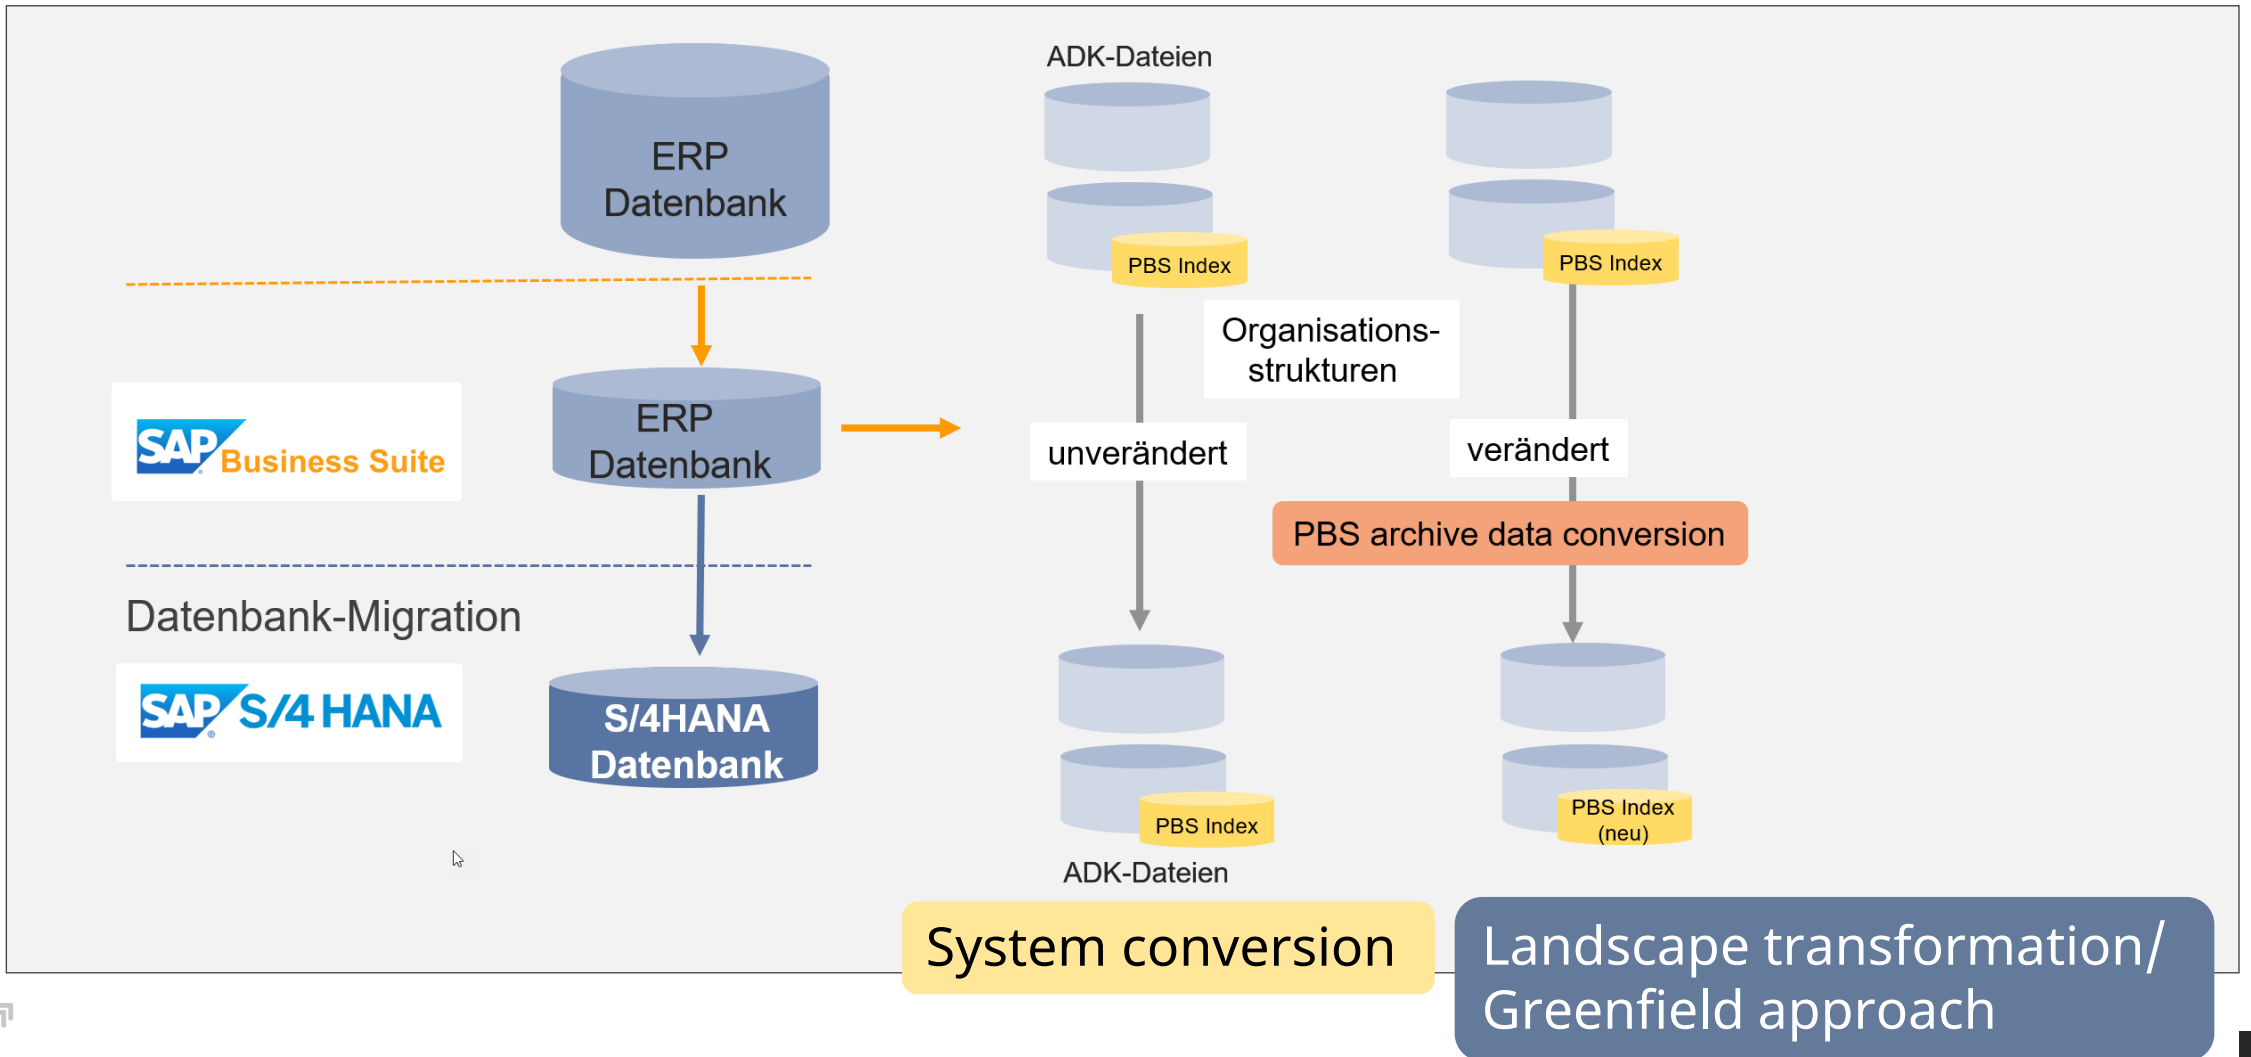 ADK-Dateien
ERP
Datenbank
PBS Index
PBS Index
Organisations-
strukturen
SAP Business Suite
ERP
Datenbank
unverändert
verändert
PBS archive data conversion
Datenbank-Migration
SAP® S/4 HANA
S/4HANA
Datenbank
PBS Index
PBS Index
(neu)
ADK-Dateien
System conversion
Landscape transformation/
Greenfield approach